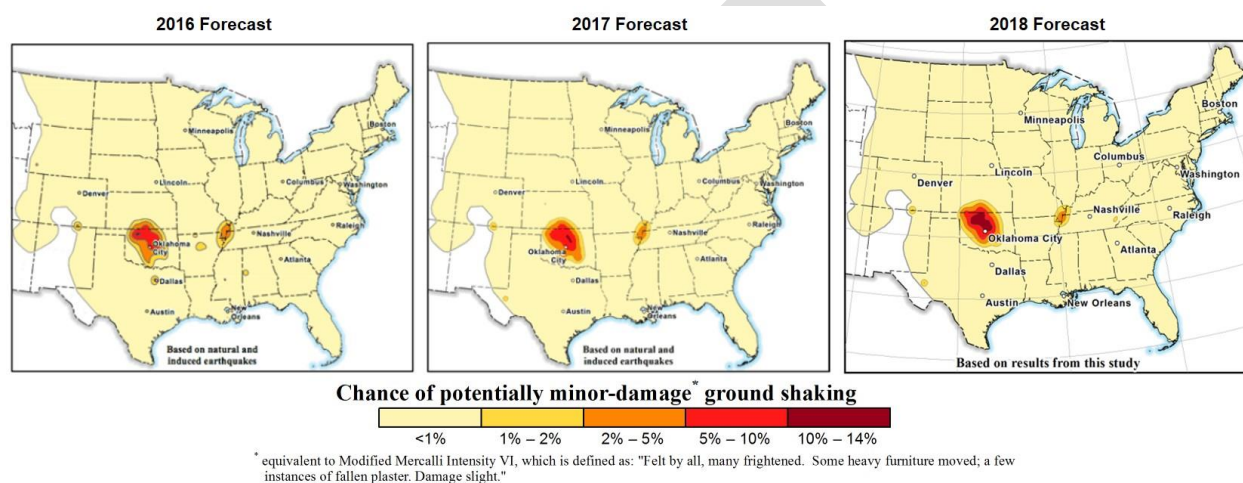 2016 Forecast
2017 Forecast
2018 Forecast
Minneapolis
Boston
Denver
Lincoln
Columbus
Washington
Oklahoma
City
Nashville
Raleigh
Atlanta
Dallas
Austin
New
Orleans
Based on natural and
induced earthquakes
Minneapolis
Boston
Denver
Lincoln
Columbus
Washington
Oklahoma
City
Nashville
Raleigh
Atlanta
Dallas
Austin
New
Orleans
Based on natural and
induced earthquakes
Boston
Minneapolis
Columbus
Washington
Denver
Lincoln
Nashville
Raleigh
Oklahoma City
Atlanta
Dallas
Austin
New Orleans
Based on results from this study
Chance of potentially minor-damage* ground shaking
<1%
1% – 2%
2% – 5%
5% – 10%
10% – 14%
* equivalent to Modified Mercalli Intensity VI, which is defined as: "Felt by all, many frightened. Some heavy furniture moved; a few
instances of fallen plaster. Damage slight."